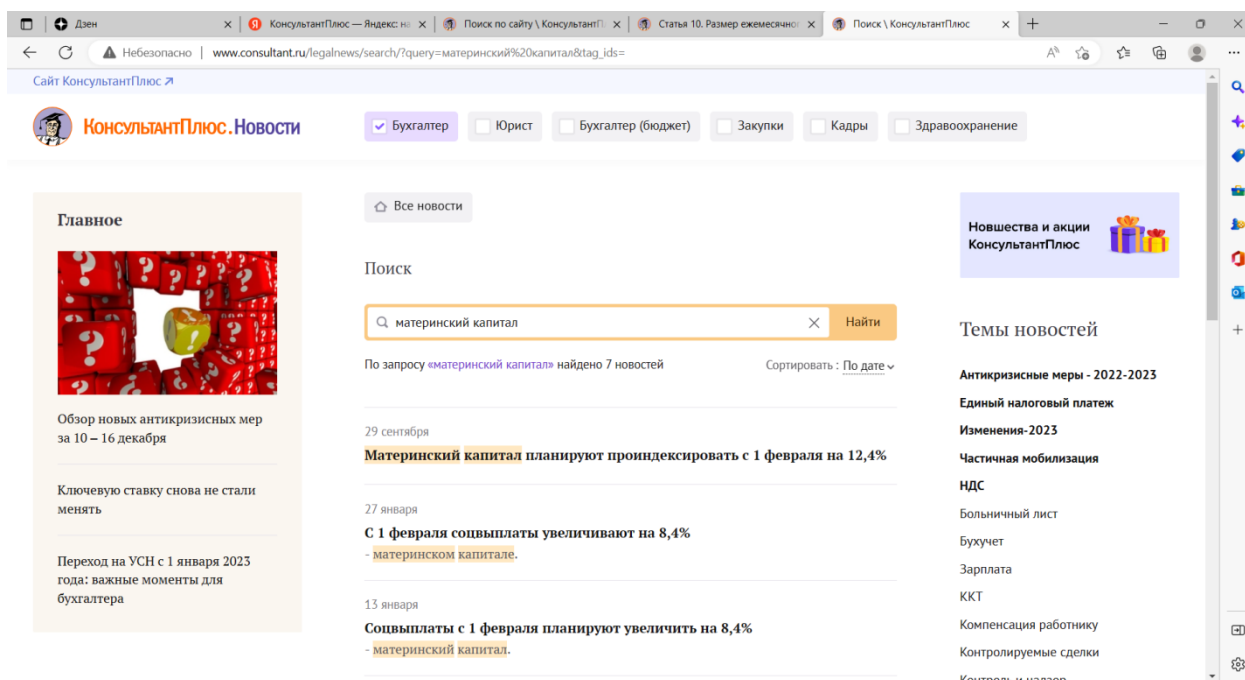 Дзен
КонсультантПлюс — Яндекс: на
Поиск по сайту \ КонсультантП
Статья 10. Размер ежемесячног
Поиск \ КонсультантПлюс
Небезопасно | www.consultant.ru/legalnews/search/?query=материнский%20капитал&tag_ids=
Сайт КонсультантПлюс
КонсультантПлюс.Новости
Бухгалтер
Юрист
Бухгалтер (бюджет)
Закупки
Кадры
Здравоохранение
Главное
Обзор новых антикризисных мер
за 10 – 16 декабря
Ключевую ставку снова не стали
менять
Переход на УСН с 1 января 2023
года: важные моменты для
бухгалтера
Все новости
Поиск
материнский капитал
Найти
По запросу «материнский капитал» найдено 7 новостей
Сортировать : По дате
29 сентября
Материнский капитал планируют проиндексировать с 1 февраля на 12,4%
27 января
С 1 февраля соцвыплаты увеличивают на 8,4%
- материнском капитале.
13 января
Соцвыплаты с 1 февраля планируют увеличить на 8,4%
- материнский капитал.
Новшества и акции
КонсультантПлюс
Темы новостей
Антикризисные меры - 2022-2023
Единый налоговый платеж
Изменения-2023
Частичная мобилизация
НДС
Больничный лист
Бухучет
Зарплата
ККТ
Компенсация работнику
Контролируемые сделки
Контроль и надзор